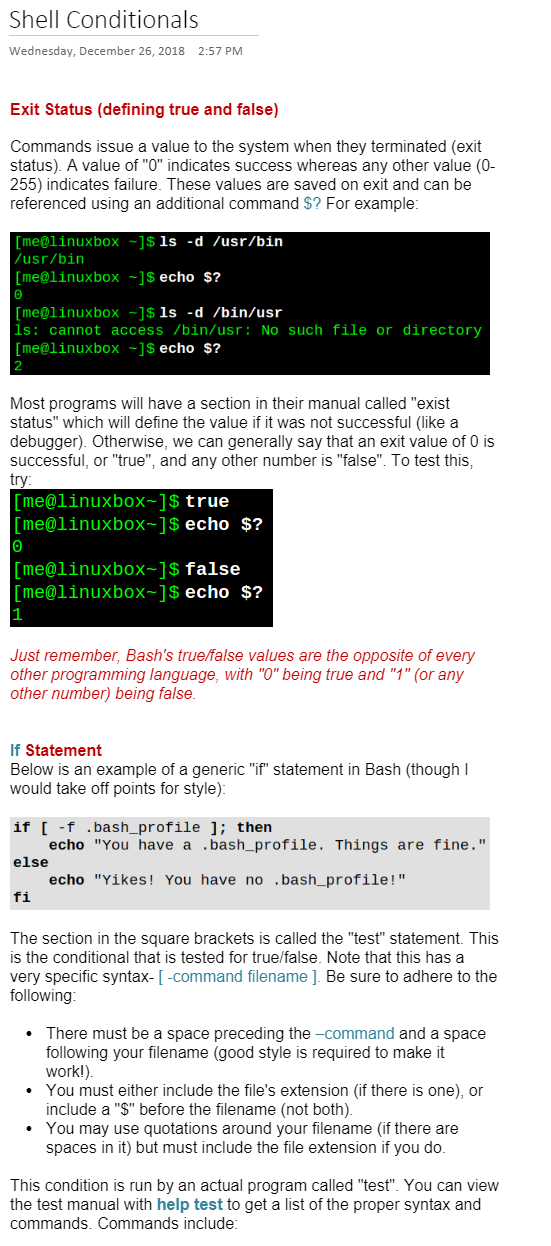 Shell Conditionals
Wednesday, December 26, 2018 2:57 PM
Exit Status (defining true and false)
Commands issue a value to the system when they terminated (exit
status). A value of "0" indicates success whereas any other value (0-
255) indicates failure. These values are saved on exit and can be
referenced using an additional command $? For example:
[me@linuxbox ~]$ ls -d /usr/bin
/usr/bin
[me@linuxbox ~]$ echo $?
0
[me@linuxbox ~]$ ls -d /bin/usr
ls: cannot access /bin/usr: No such file or directory
[me@linuxbox ~]$ echo $?
2
Most programs will have a section in their manual called "exist
status" which will define the value if it was not successful (like a
debugger). Otherwise, we can generally say that an exit value of 0 is
successful, or "true", and any other number is "false". To test this,
try:
[me@linuxbox~]$ true
[me@linuxbox~]$ echo $?
0
[me@linuxbox~]$ false
[me@linuxbox~]$ echo $?
1
Just remember, Bash's true/false values are the opposite of every
other programming language, with "0" being true and "1" (or any
other number) being false.
If Statement
Below is an example of a generic "if" statement in Bash (though I
would take off points for style):
if [ -f .bash_profile ]; then
    echo "You have a .bash_profile. Things are fine."
else
    echo "Yikes! You have no .bash_profile!"
fi
The section in the square brackets is called the "test" statement. This
is the conditional that is tested for true/false. Note that this has a
very specific syntax- [ -command filename ]. Be sure to adhere to the
following:
• There must be a space preceding the –command and a space
following your filename (good style is required to make it
work!).
• You must either include the file's extension (if there is one), or
include a "$" before the filename (not both).
• You may use quotations around your filename (if there are
spaces in it) but must include the file extension if you do.
This condition is run by an actual program called "test". You can view
the test manual with help test to get a list of the proper syntax and
commands. Commands include: